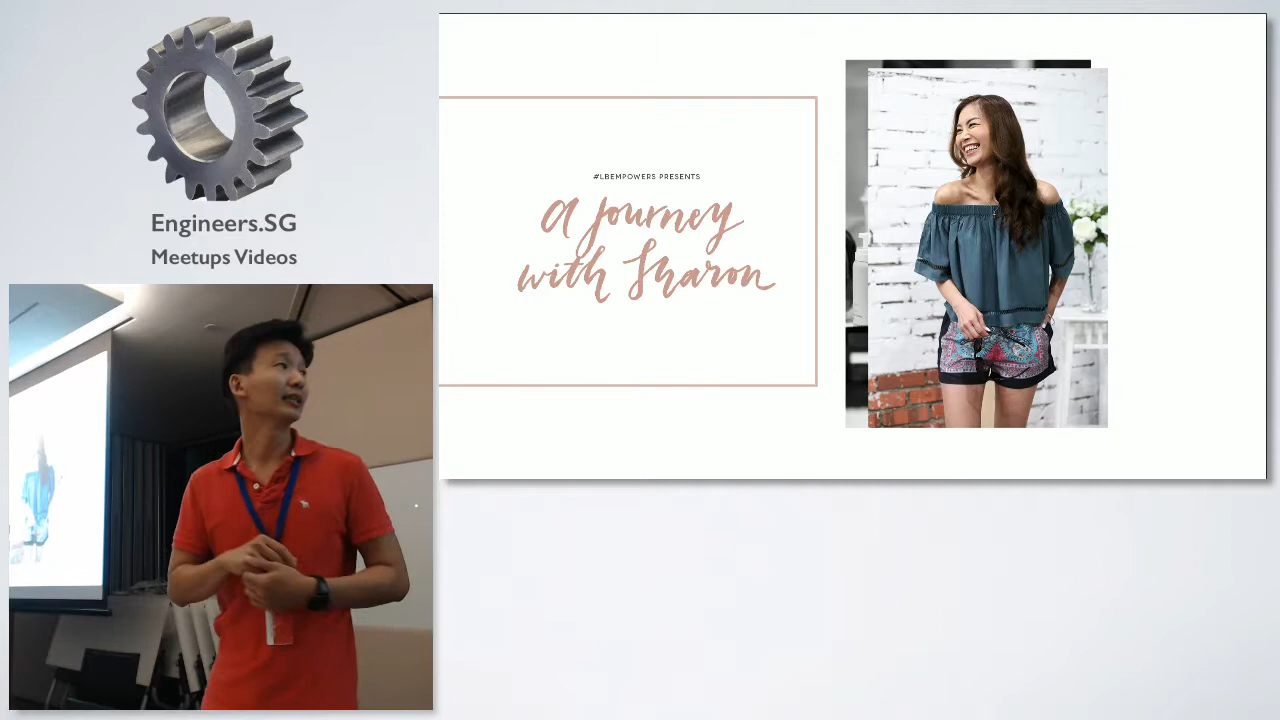 Engineers.SG
Meetups Videos
#LBEMPOWERS PRESENTS
a journey
with Sharon